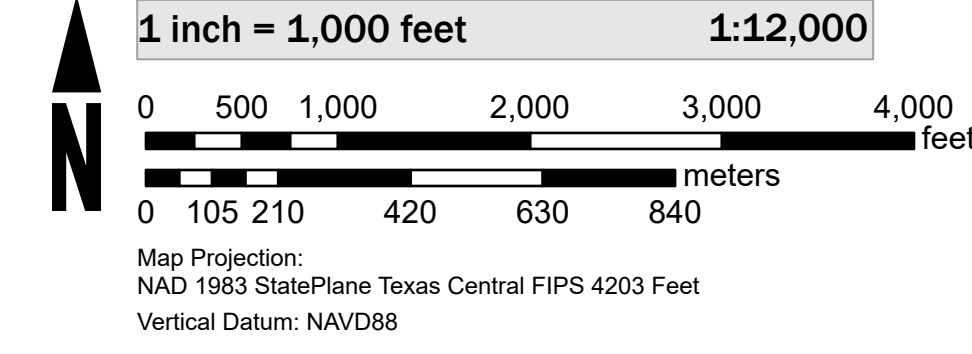 1 inch = 1,000 feet 1:12,000
0 500 1,000 2,000 3,000 4,000
feet
meters
0 105 210 420 630 840
N
Map Projection:
NAD 1983 StatePlane Texas Central FIPS 4203 Feet
Vertical Datum: NAVD88